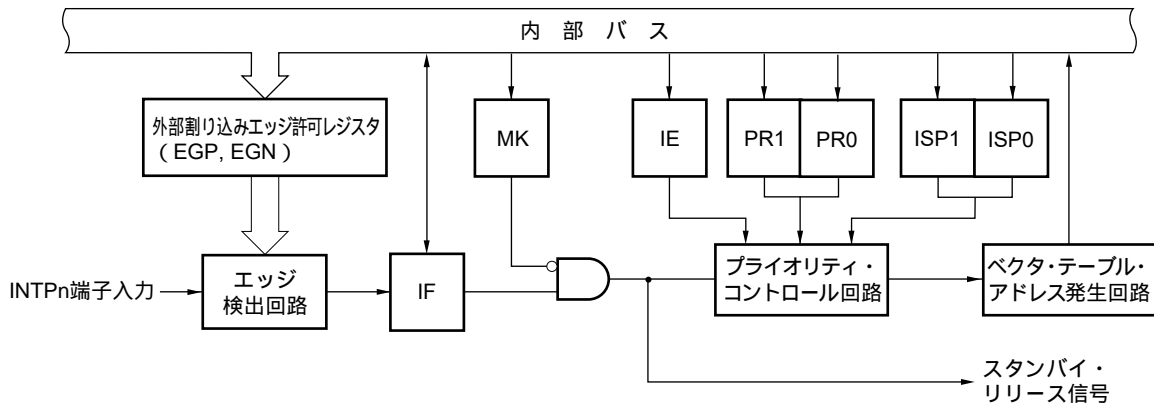 内 部 バ ス
外部割り込みエッジ許可レジスタ
（EGP, EGN）
MK
IE
PR1
PR0
ISP1
ISP0
INTPn端子入力
エッジ
検出回路
IF
プライオリティ・
コントロール回路
ベクタ・テーブル・
アドレス発生回路
スタンバイ・
リリース信号